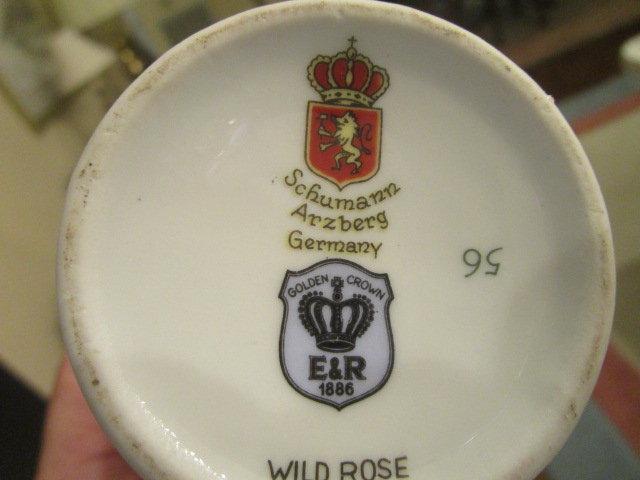 Schumann
Arzberg
Germany
56
GOLDEN CROWN
E&R
1886
WILD ROSE